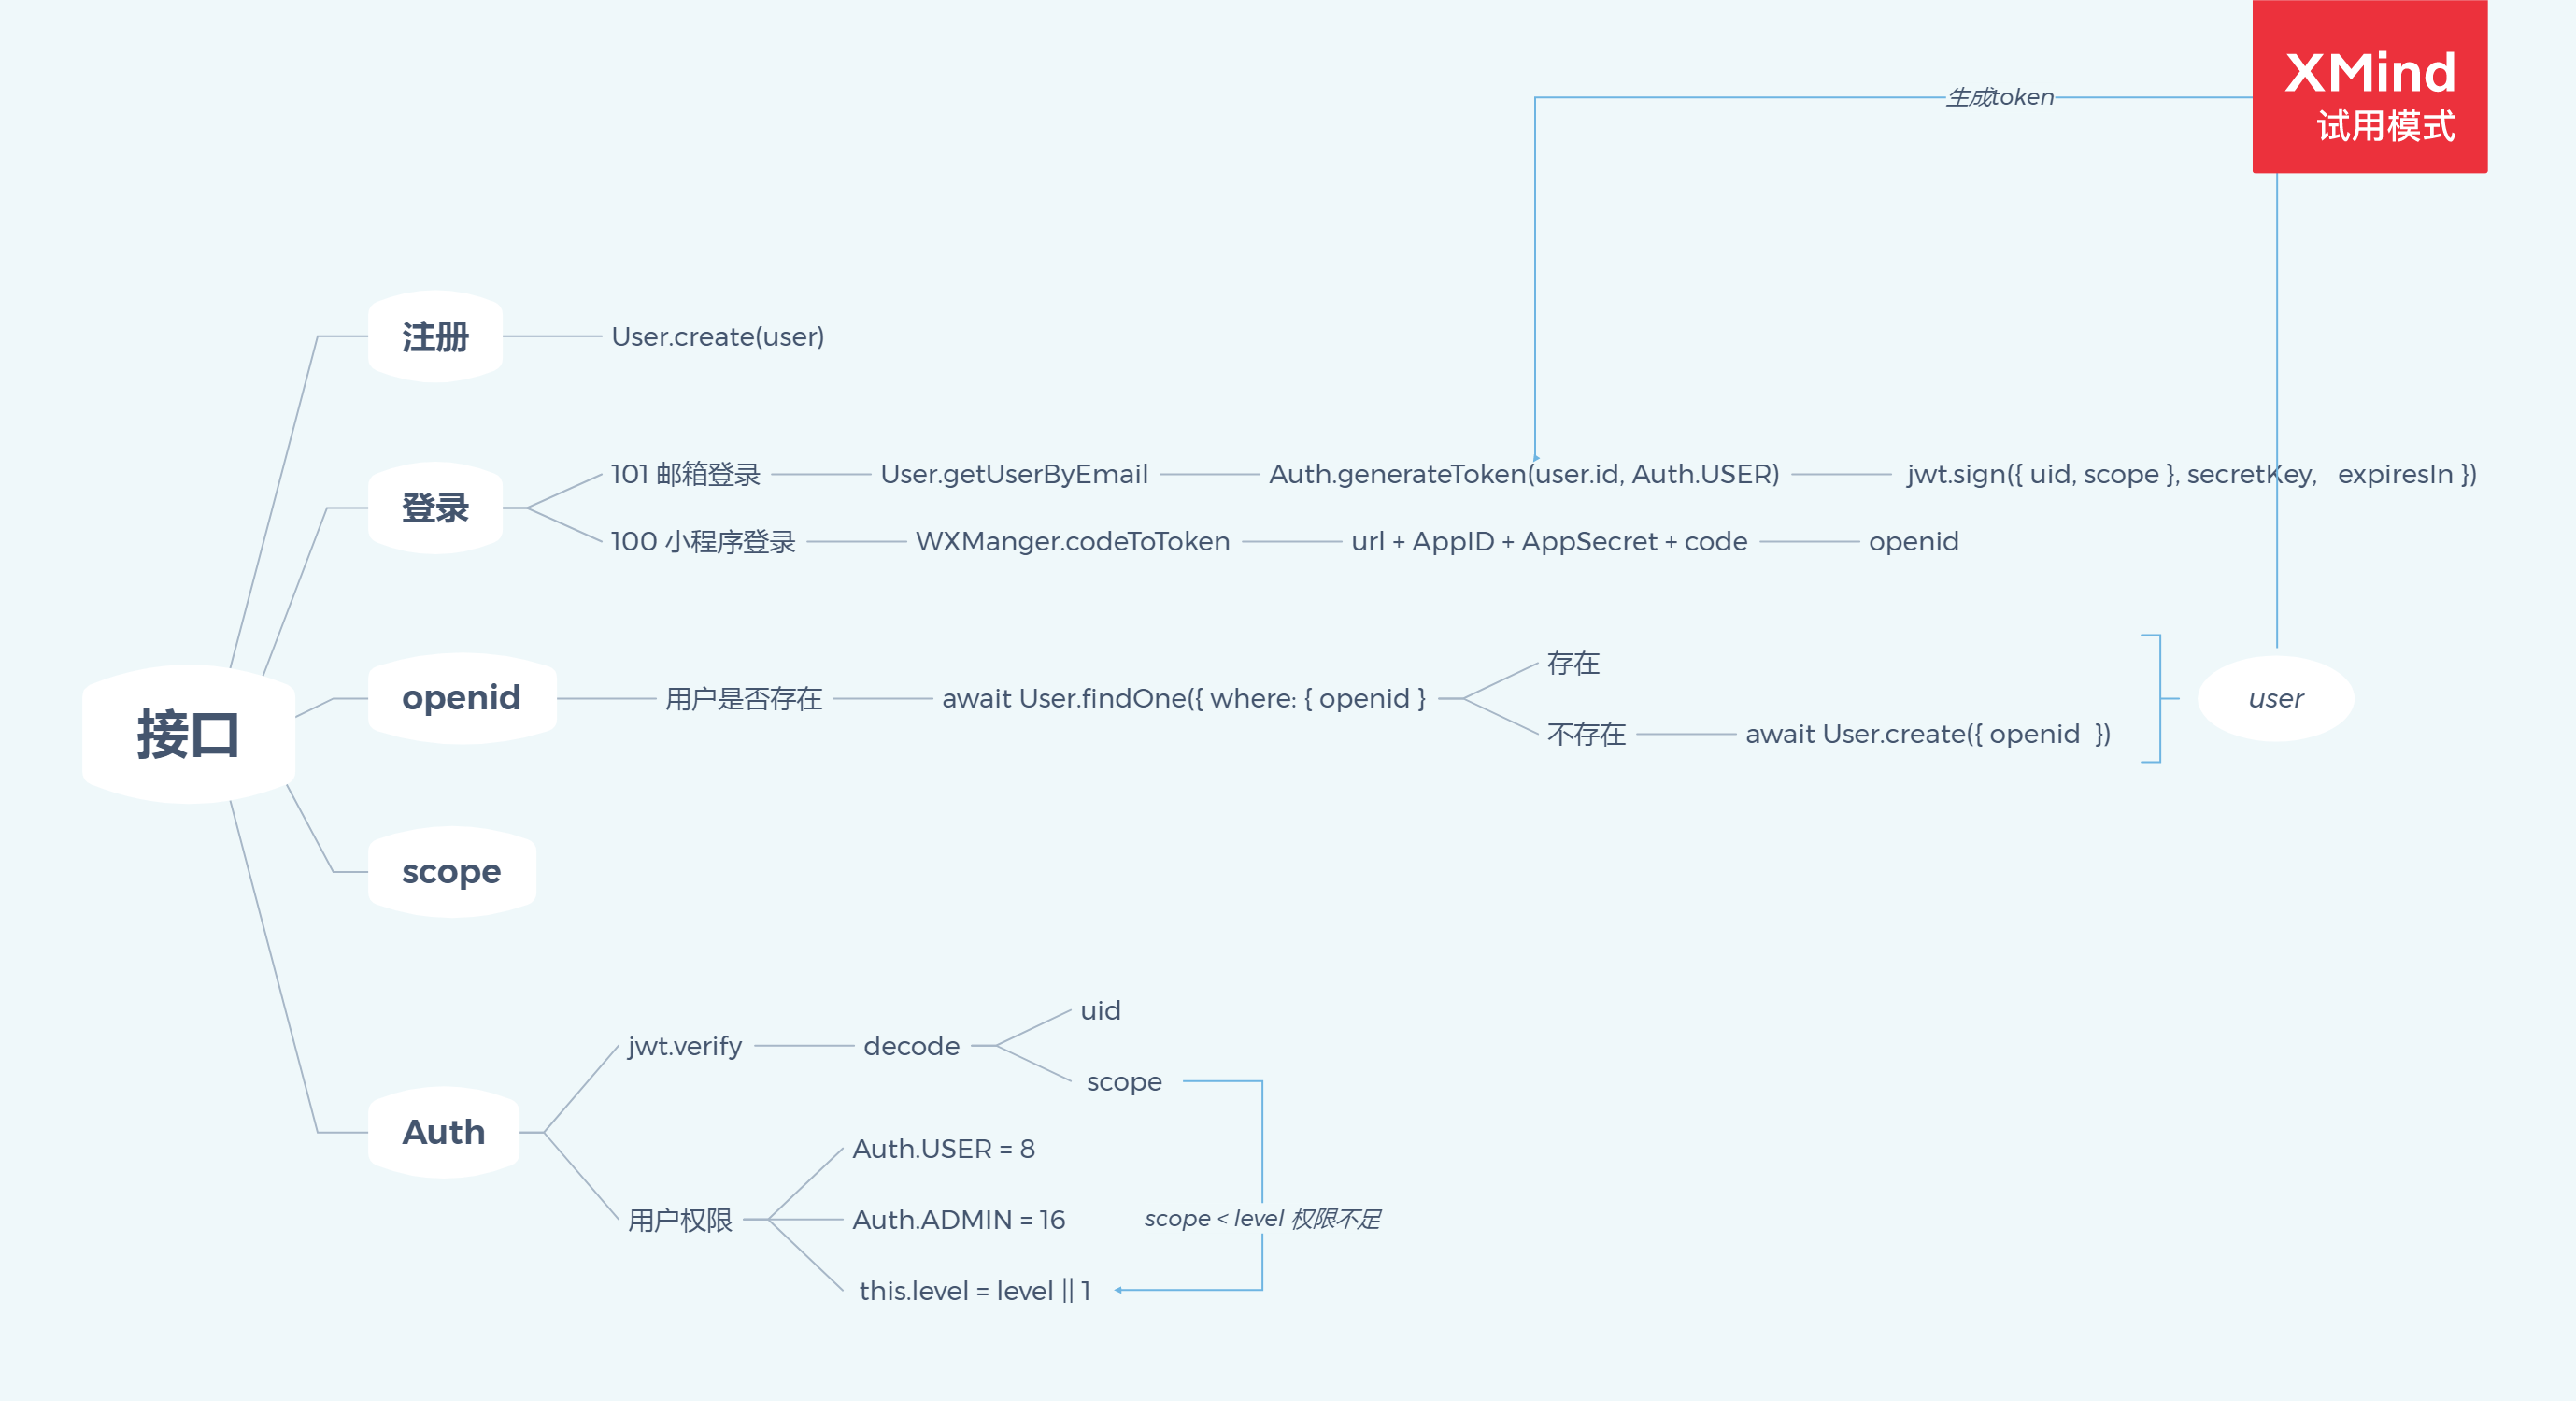 XMind
试用模式
生成token
注册
User.create(user)
登录
101 邮箱登录
User.getUserByEmail
Auth.generateToken(user.id, Auth.USER)
jwt.sign({ uid, scope }, secretKey, expiresIn })
100 小程序登录
WXManger.codeToToken
url + AppID + AppSecret + code
openid
接口
openid
用户是否存在
await User.findOne({ where: { openid }
存在
不存在
await User.create({ openid })
user
scope
Auth
jwt.verify
decode
uid
scope
用户权限
Auth.USER = 8
Auth.ADMIN = 16
this.level = level || 1
scope < level 权限不足